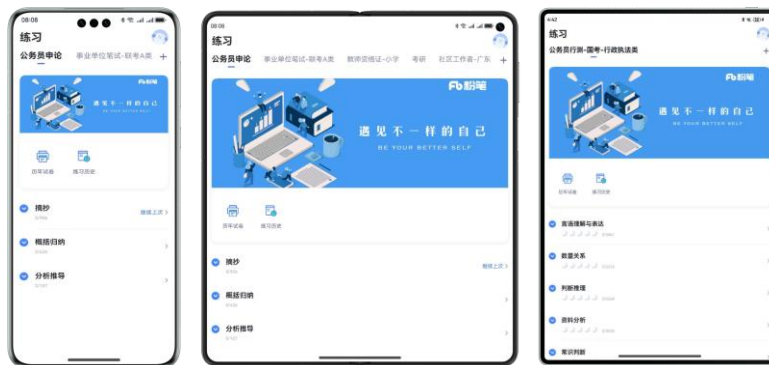 08:08
练习
公务员申论 事业单位笔试-联考A类 +
粉笔
遇见不一样的自己
BE YOUR BETTER SELF
历年试卷 练习历史
摘抄
继续上次 >
概括归纳
分析推导
08:08
练习
公务员申论 事业单位笔试-联考A类 教师资格证-小学 考研 社区工作者-广东 +
粉笔
遇见不一样的自己
BE YOUR BETTER SELF
历年试卷 练习历史
摘抄
继续上次 >
概括归纳
分析推导
4:42
练习
公务员行测-国考-行政执法类 +
粉笔
遇见不一样的自己
BE YOUR BETTER SELF
历年试卷 练习历史
言语理解与表达
数量关系
判断推理
资料分析
常识判断